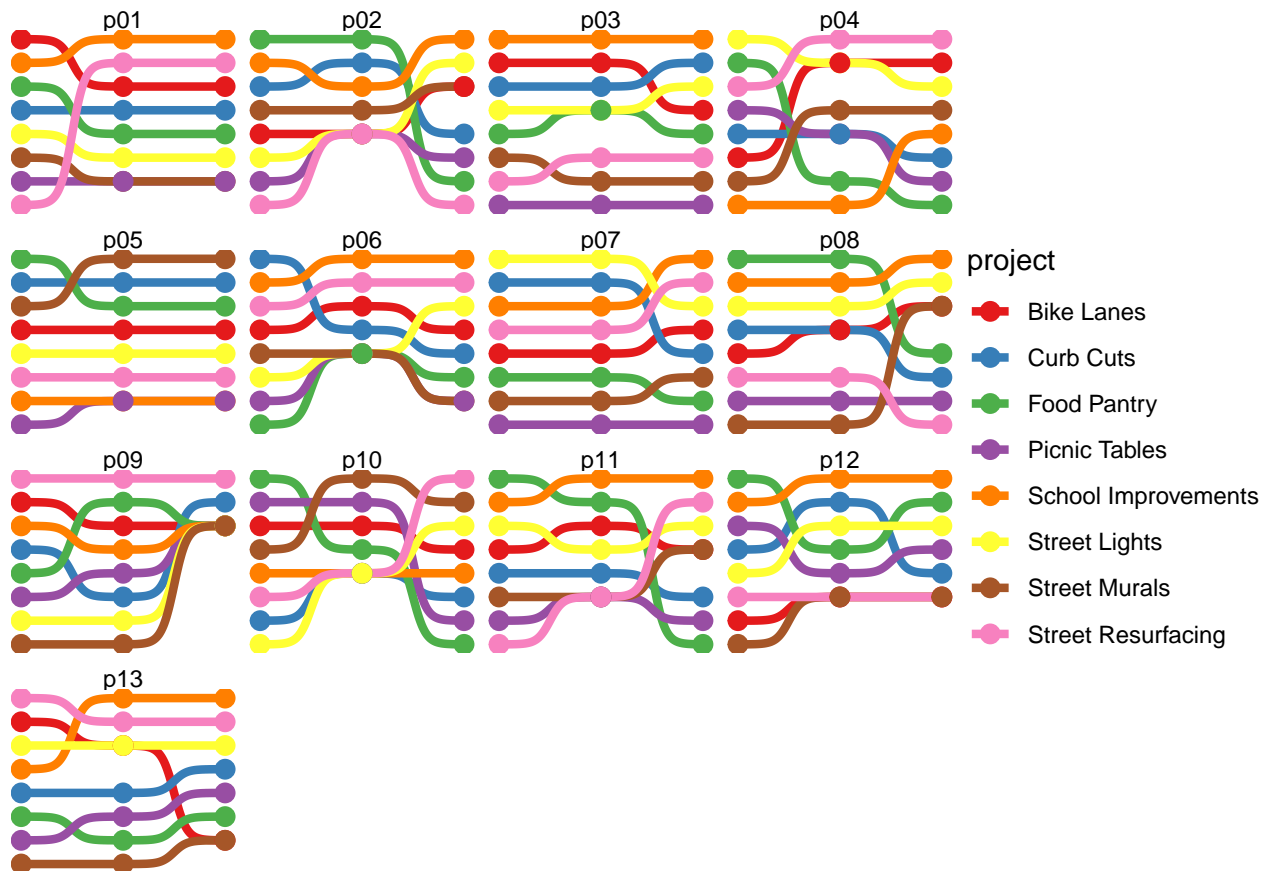 p01
p02
p03
p04
p05
p06
p07
p08
p09
p10
p11
p12
p13
project
Bike Lanes
Curb Cuts
Food Pantry
Picnic Tables
School Improvements
Street Lights
Street Murals
Street Resurfacing